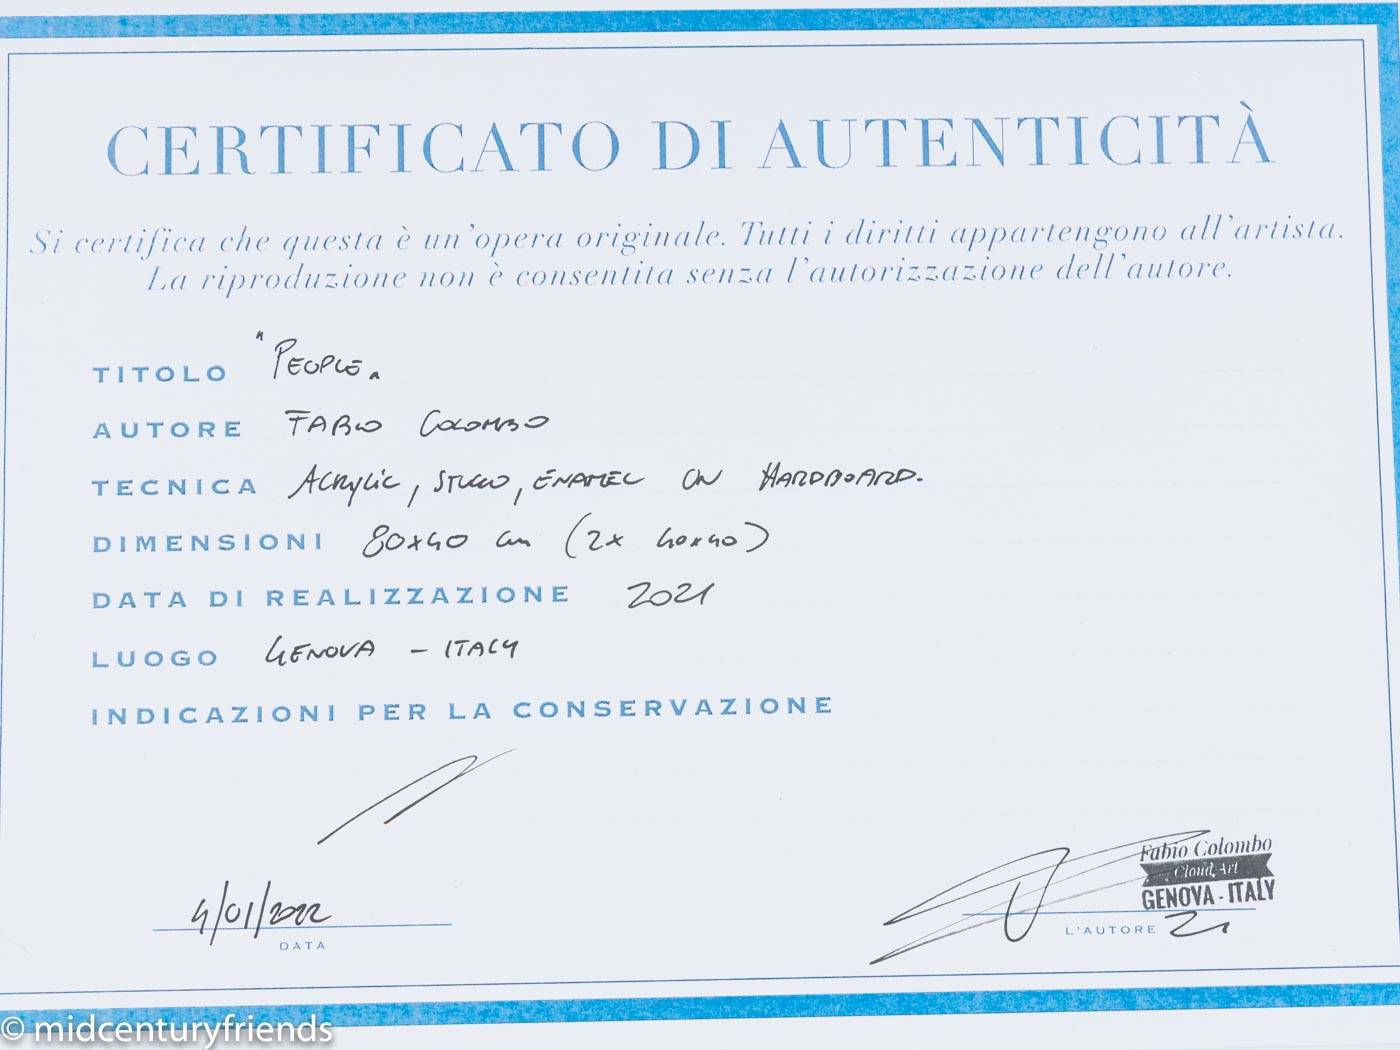 CERTIFICATO DI AUTENTICITÀ
Si certifica che questa è un'opera originale. Tutti i diritti appartengono all'artista.
La riproduzione non è consentita senza l'autorizzazione dell'autore.
TITOLO "PEOPLE"
AUTORE FABIO COLOMBO
TECNICA ACRYLIC, STUCCO, ENAMEL ON HARDBOARD.
DIMENSIONI 80x40 cm (2x 40x40)
DATA DI REALIZZAZIONE 2021
LUOGO GENOVA - ITALY
INDICAZIONI PER LA CONSERVAZIONE
4/01/2022
DATA
Fabio Colombo
Cloud Art
GENOVA - ITALY
L'AUTORE 21
© midcenturyfriends